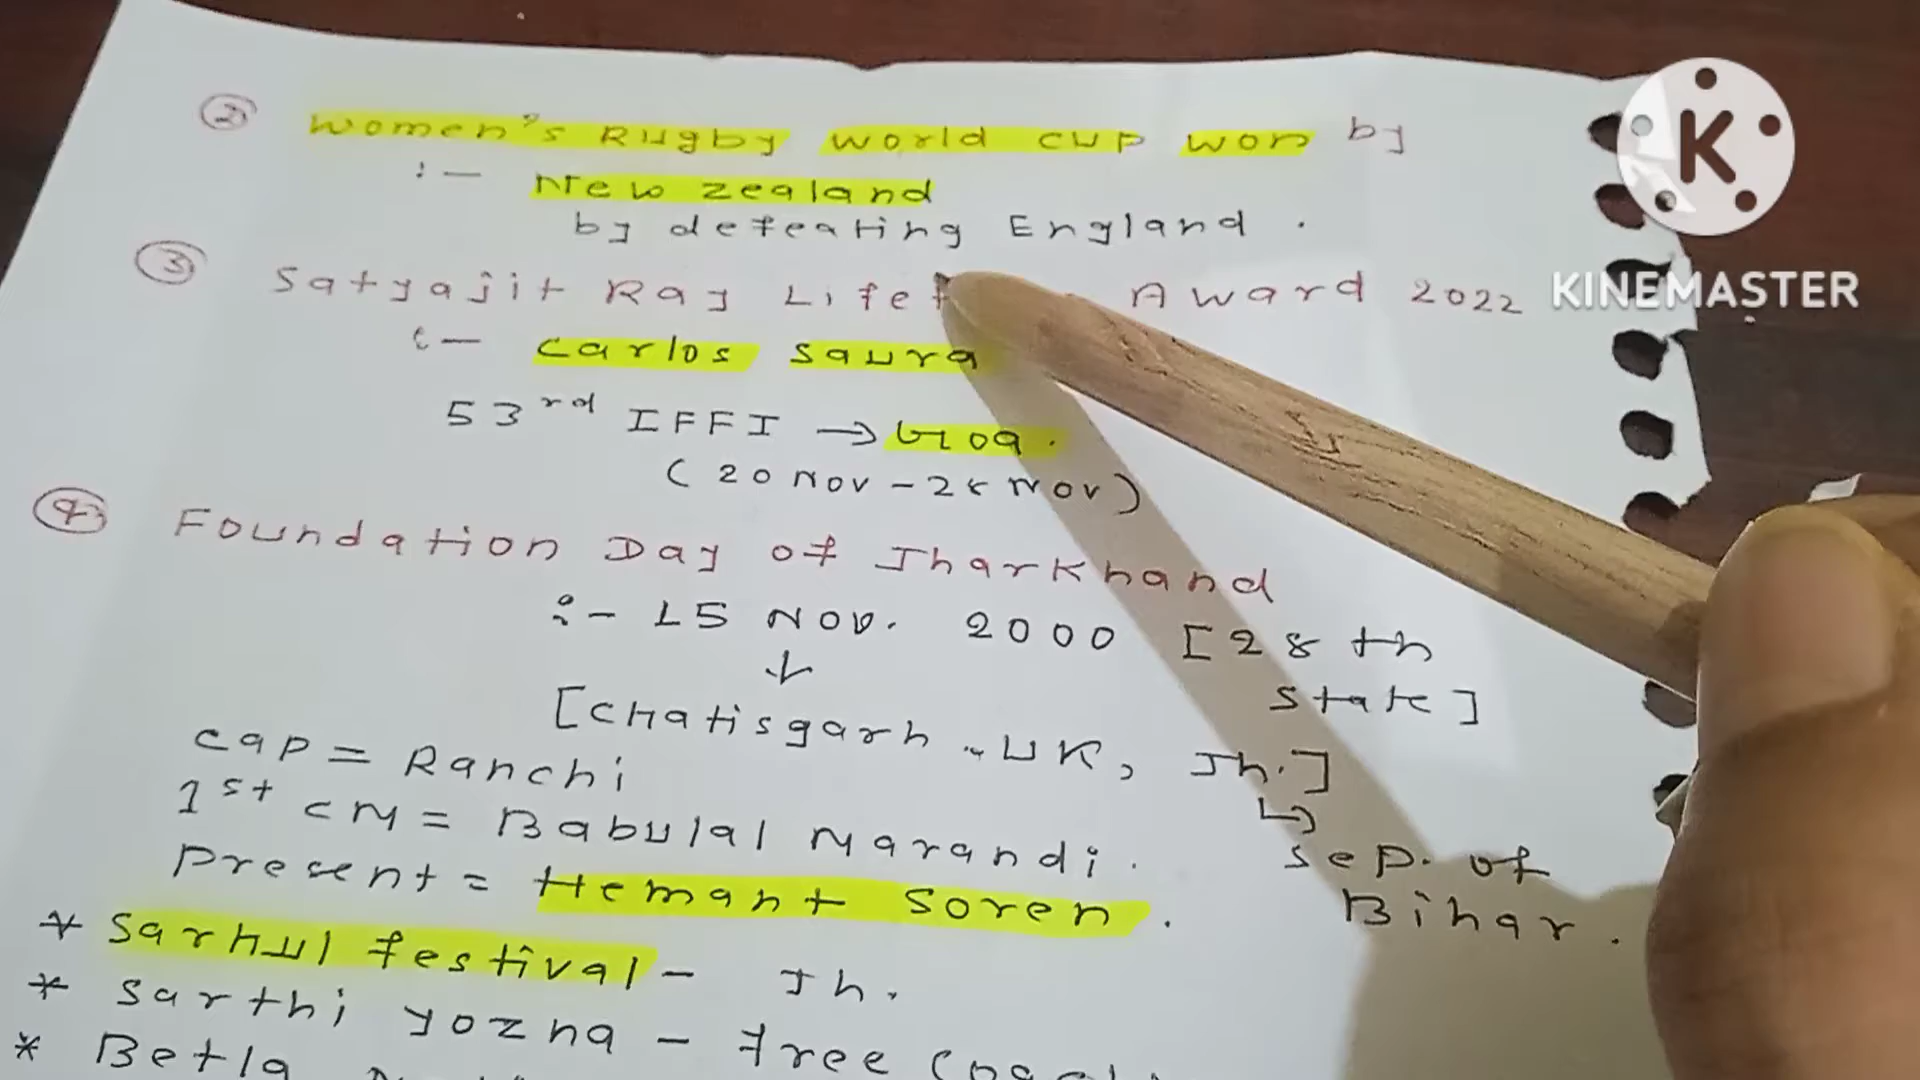 ② Women's Rugby world cup won by
:- New zealand
by defeating England.
③ Satyajit Ray Life Award 2022
:- Carlos Saura
53rd IFFI → Goa.
(20 Nov - 28 Nov)
④ Foundation Day of Jharkhand
:- 15 Nov. 2000 [28 th
State]
[CHatisgarh, UK, Jh.]
↳ Sep. of
Bihar.
cap = Ranchi
1st CM = Babulal Marandi.
Present = Hemant Soren.
* Sarhul festival - Jh.
* Sarthi yozna - free
* Betla
K
KINEMASTER